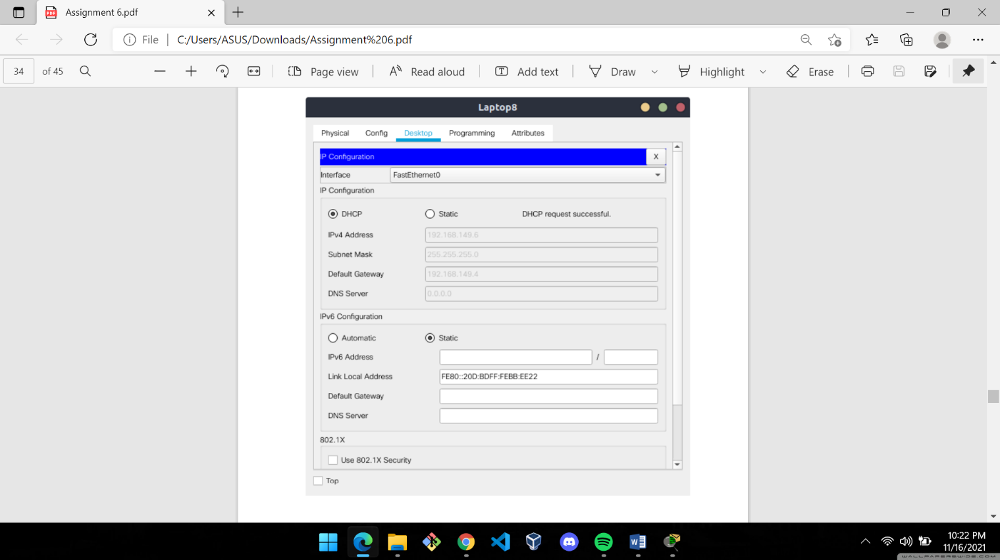 Assignment 6.pdf
File
C:/Users/ASUS/Downloads/Assignment%206.pdf
34 of 45
Page view
Read aloud
Add text
Draw
Highlight
Erase
Laptop8
Physical Config Desktop Programming Attributes
IP Configuration X
Interface FastEthernet0
IP Configuration
DHCP Static DHCP request successful.
IPv4 Address 192.168.149.6
Subnet Mask 255.255.255.0
Default Gateway 192.168.149.4
DNS Server 0.0.0.0
IPv6 Configuration
Automatic Static
IPv6 Address /
Link Local Address FE80::20D:BDFF:FEBB:EE22
Default Gateway
DNS Server
802.1X
Use 802.1X Security
Top
10:22 PM
11/16/2021